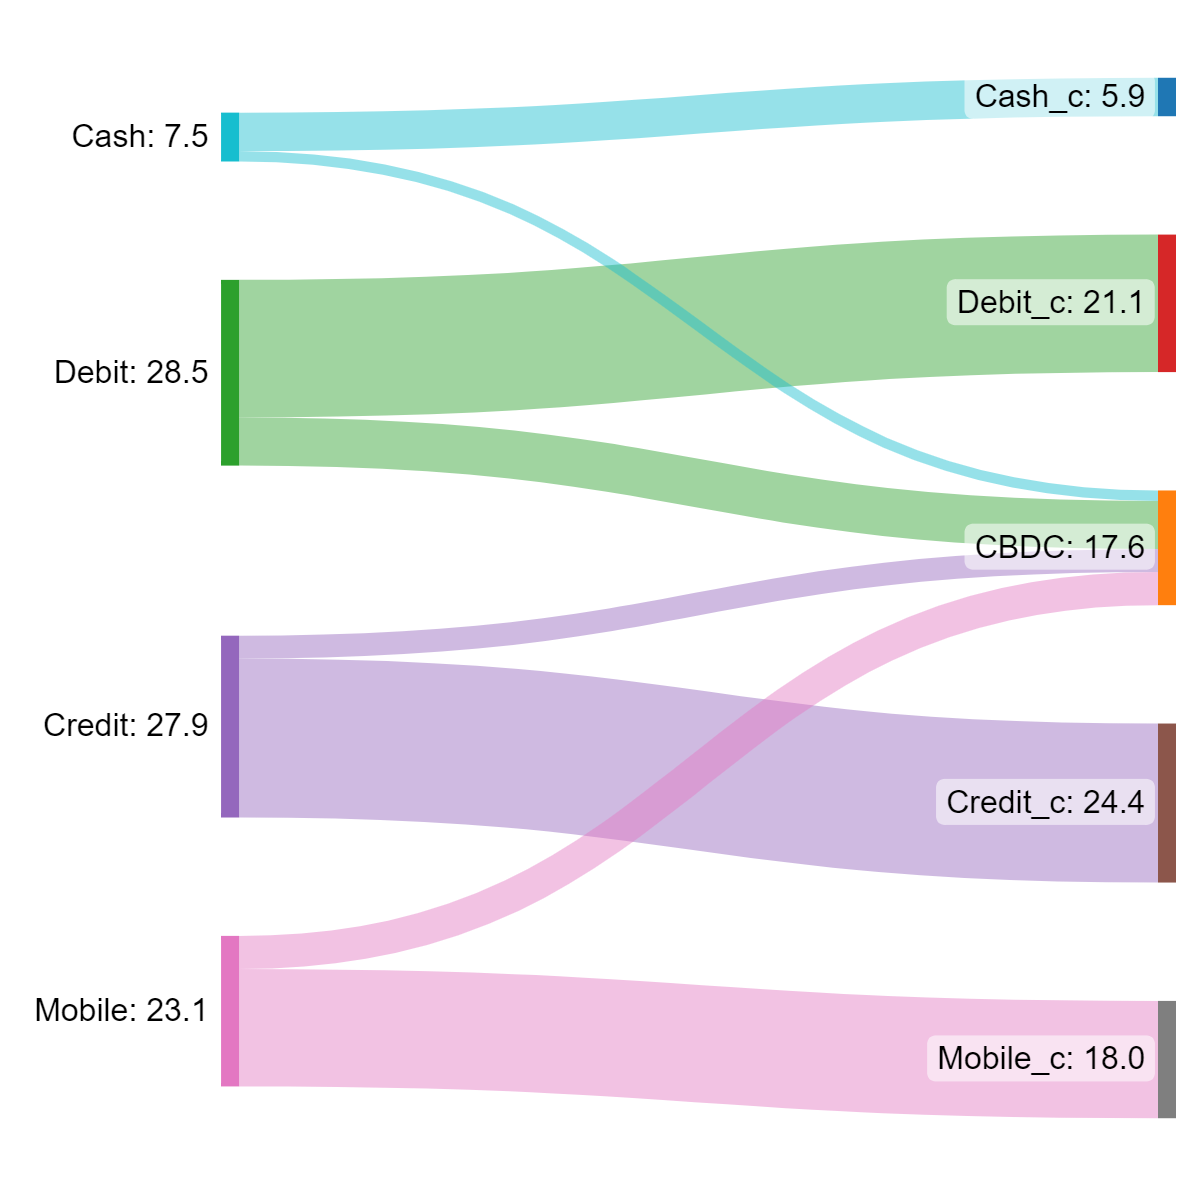 Cash: 7.5
Debit: 28.5
Credit: 27.9
Mobile: 23.1
Cash_c: 5.9
Debit_c: 21.1
CBDC: 17.6
Credit_c: 24.4
Mobile_c: 18.0